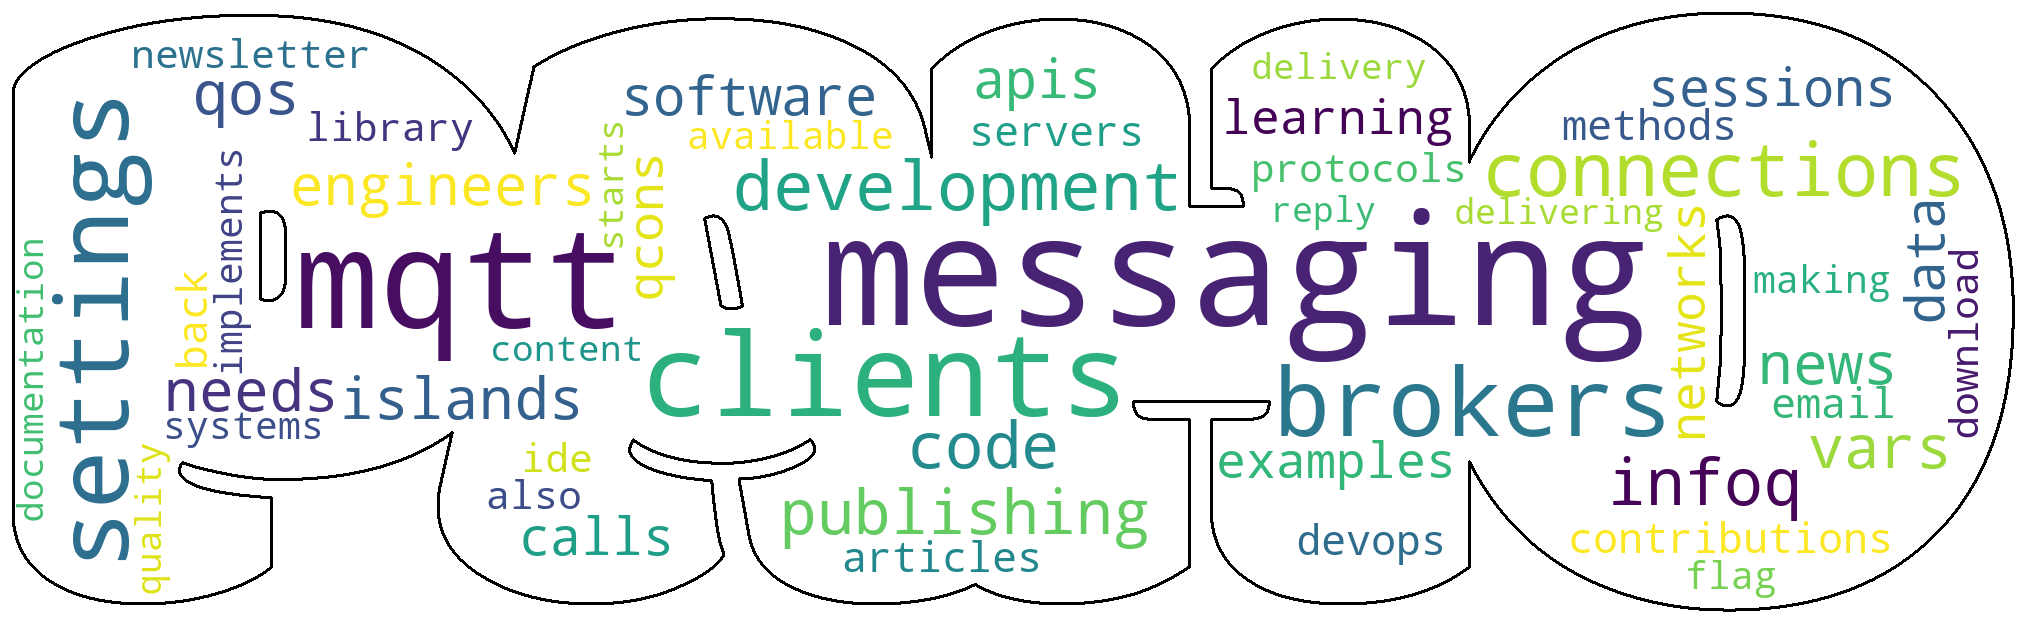 newsletter
qos
library
settings
documentation
implements
back
engineers
mqtt
needs
systems
islands
quality
content
software
available
starts
qcons
development
clients
ide
also
calls
code
publishing
articles
apis
servers
delivery
learning
protocols
reply
delivering
messaging
brokers
examples
devops
sessions
methods
connections
networks
data
making
download
news
email
vars
infoq
contributions
flag